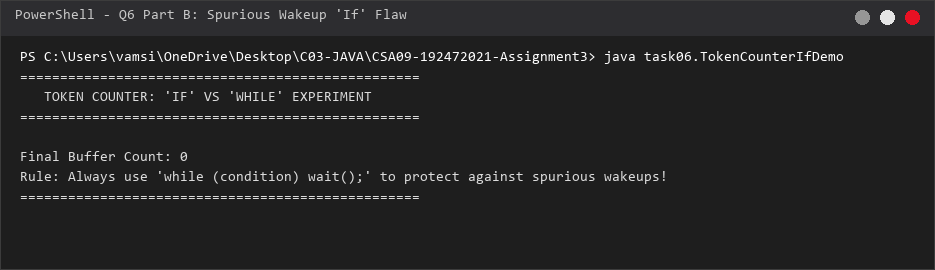 PowerShell - Q6 Part B: Spurious Wakeup 'If' Flaw
PS C:\Users\vamsi\OneDrive\Desktop\C03-JAVA\CSA09-192472021-Assignment3> java task06.TokenCounterIfDemo
==================================================
   TOKEN COUNTER: 'IF' VS 'WHILE' EXPERIMENT
==================================================
Final Buffer Count: 0
Rule: Always use 'while (condition) wait();' to protect against spurious wakeups!
==================================================